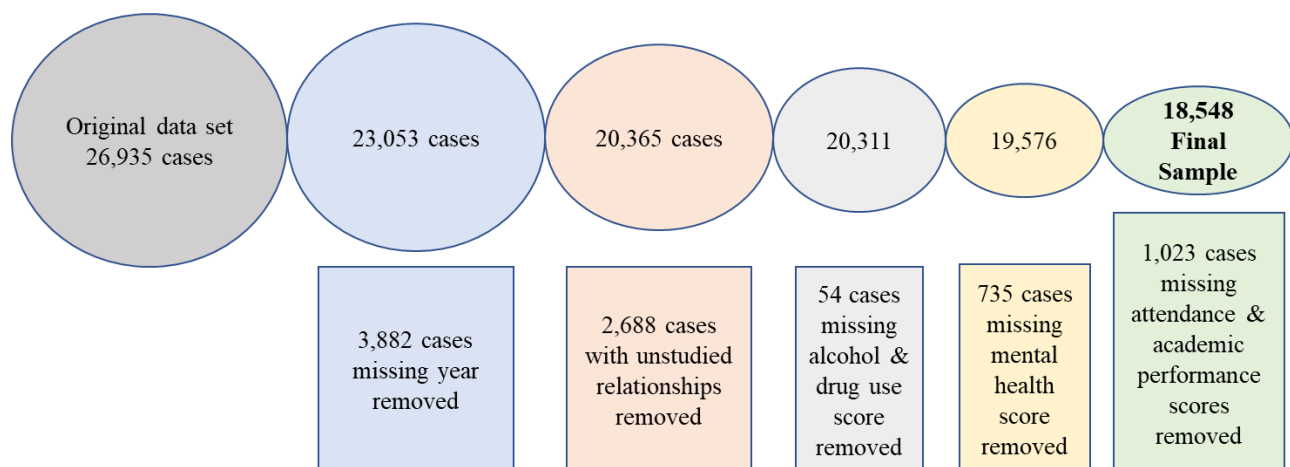 Original data set
26,935 cases
23,053 cases
20,365 cases
20,311
19,576
18,548
Final
Sample
3,882 cases
missing year
removed
2,688 cases
with unstudied
relationships
removed
54 cases
missing
alcohol &
drug use
score
removed
735 cases
missing
mental
health
score
removed
1,023 cases
missing
attendance &
academic
performance
scores
removed